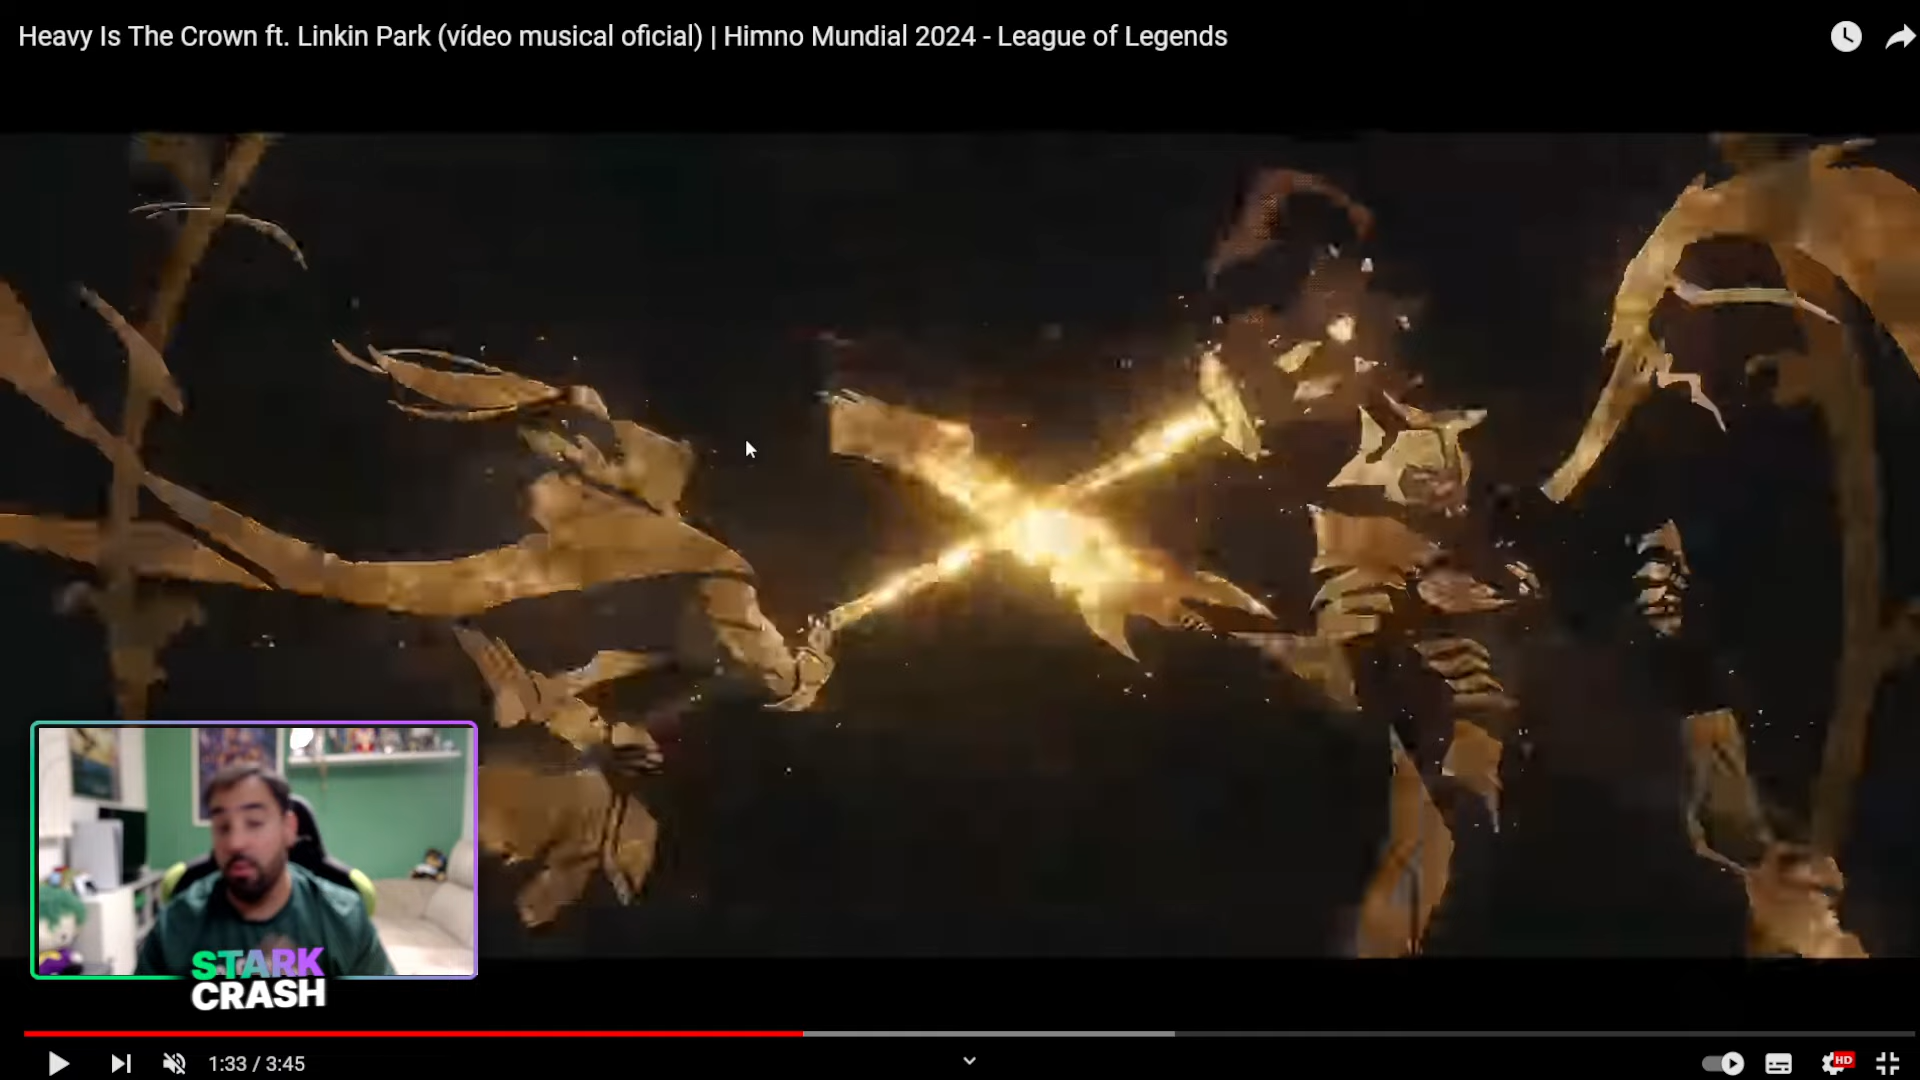 Heavy Is The Crown ft. Linkin Park (vídeo musical oficial) | Himno Mundial 2024 - League of Legends
STARK
CRASH
1:33 / 3:45
HD